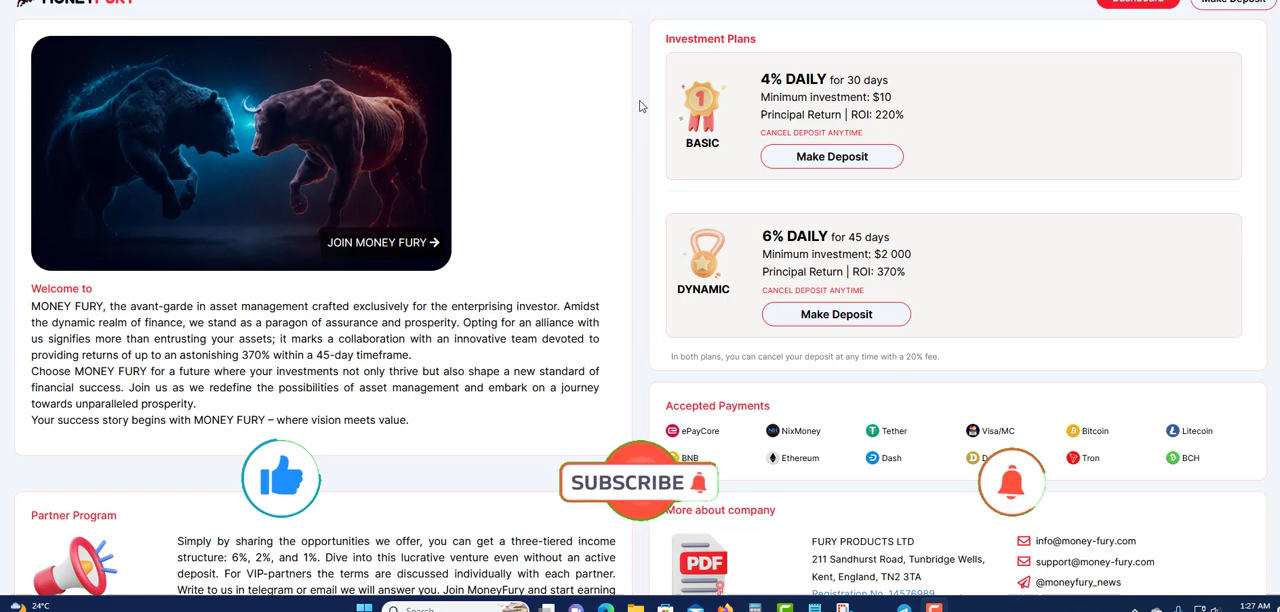 MONEYFURY
Dashboard
Make Deposit
JOIN MONEY FURY →
Welcome to
MONEY FURY, the avant-garde in asset management crafted exclusively for the enterprising investor. Amidst
the dynamic realm of finance, we stand as a paragon of assurance and prosperity. Opting for an alliance with
us signifies more than entrusting your assets; it marks a collaboration with an innovative team devoted to
providing returns of up to an astonishing 370% within a 45-day timeframe.
Choose MONEY FURY for a future where your investments not only thrive but also shape a new standard of
financial success. Join us as we redefine the possibilities of asset management and embark on a journey
towards unparalleled prosperity.
Your success story begins with MONEY FURY – where vision meets value.
Investment Plans
1
BASIC
4% DAILY for 30 days
Minimum investment: $10
Principal Return | ROI: 220%
CANCEL DEPOSIT ANYTIME
Make Deposit
DYNAMIC
6% DAILY for 45 days
Minimum investment: $2 000
Principal Return | ROI: 370%
CANCEL DEPOSIT ANYTIME
Make Deposit
In both plans, you can cancel your deposit at any time with a 20% fee.
Accepted Payments
ePayCore NixMoney Tether Visa/MC Bitcoin Litecoin
BNB Ethereum Dash Tron BCH
SUBSCRIBE
Partner Program
Simply by sharing the opportunities we offer, you can get a three-tiered income
structure: 6%, 2%, and 1%. Dive into this lucrative venture even without an active
deposit. For VIP-partners the terms are discussed individually with each partner.
Write to us in telegram or email we will answer you. Join MoneyFury and start earning
More about company
PDF
FURY PRODUCTS LTD
211 Sandhurst Road, Tunbridge Wells,
Kent, England, TN2 3TA
Registration No. 14576989
info@money-fury.com
support@money-fury.com
@moneyfury_news
24°C
Search
1:27 AM